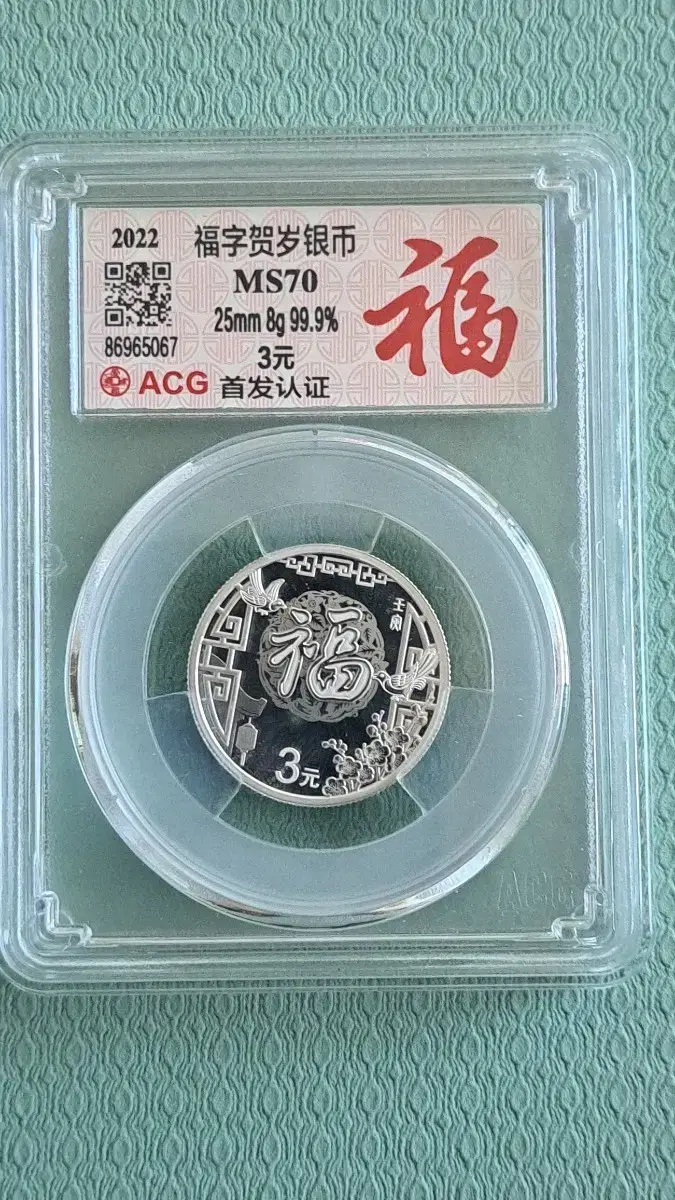 2022
福字贺岁银币
MS70
25mm 8g 99.9%
86965067
3元
ACG 首发认证
福
壬寅
福
3元